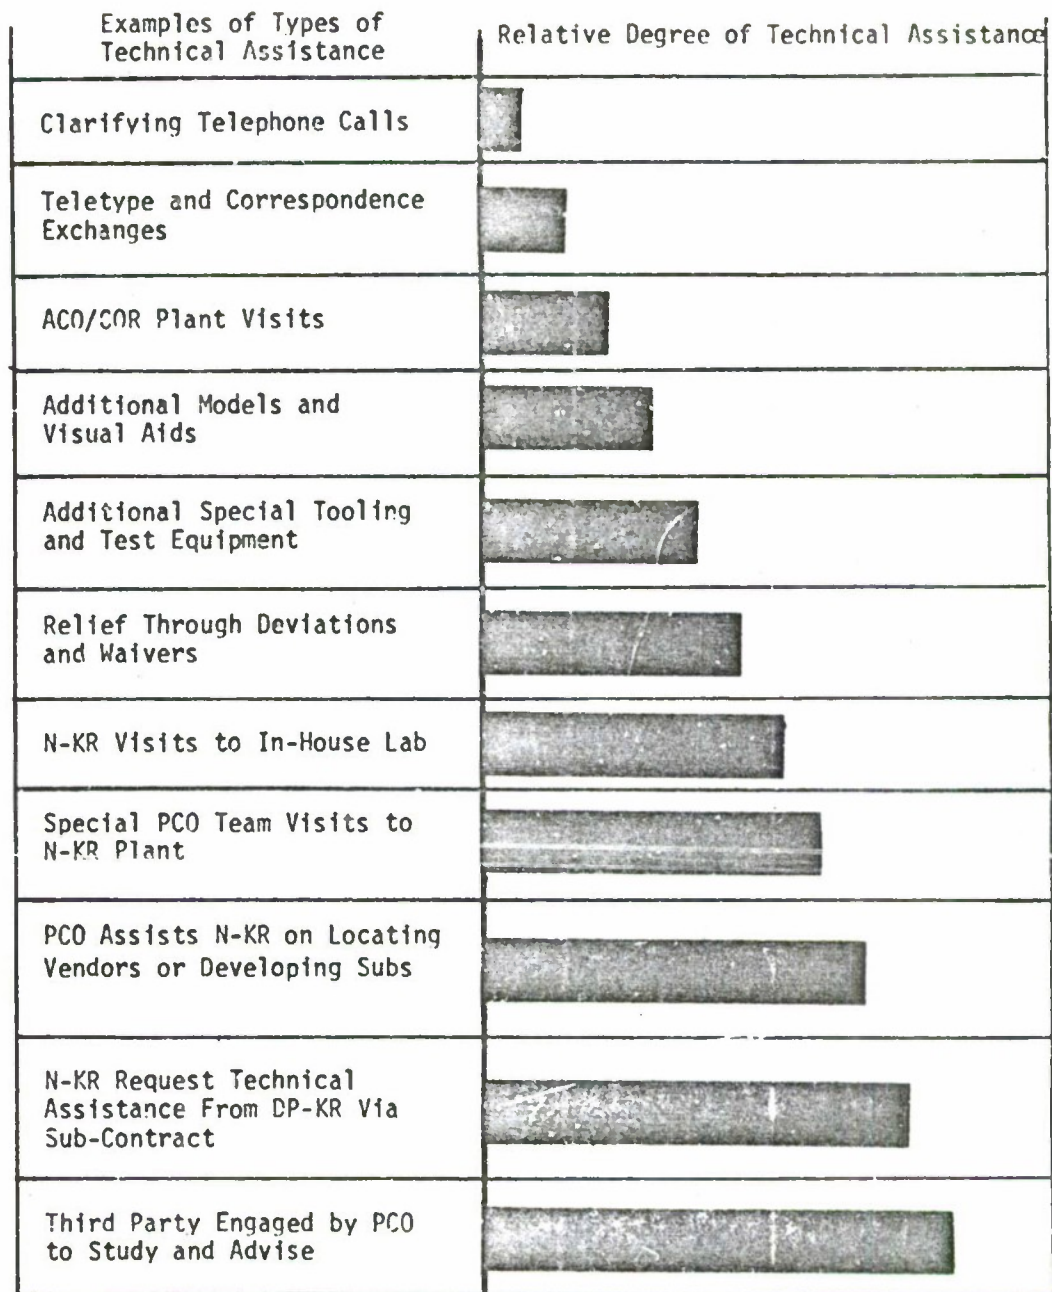 Examples of Types of
Technical Assistance
Relative Degree of Technical Assistance
Clarifying Telephone Calls
Teletype and Correspondence
Exchanges
ACO/COR Plant Visits
Additional Models and
Visual Aids
Additional Special Tooling
and Test Equipment
Relief Through Deviations
and Waivers
N-KR Visits to In-House Lab
Special PCO Team Visits to
N-KR Plant
PCO Assists N-KR on Locating
Vendors or Developing Subs
N-KR Request Technical
Assistance From DP-KR Via
Sub-Contract
Third Party Engaged by PCO
to Study and Advise